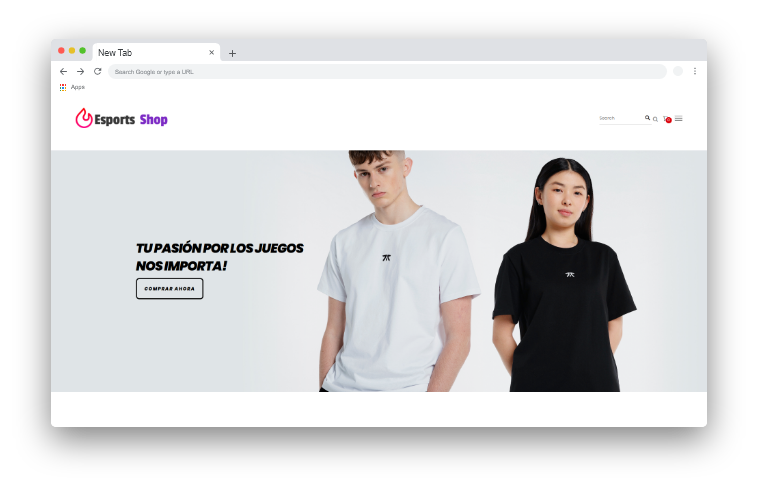 New Tab
Search Google or type a URL
Apps
Esports Shop
Search
TU PASIÓN POR LOS JUEGOS
NOS IMPORTA!
COMPRAR AHORA